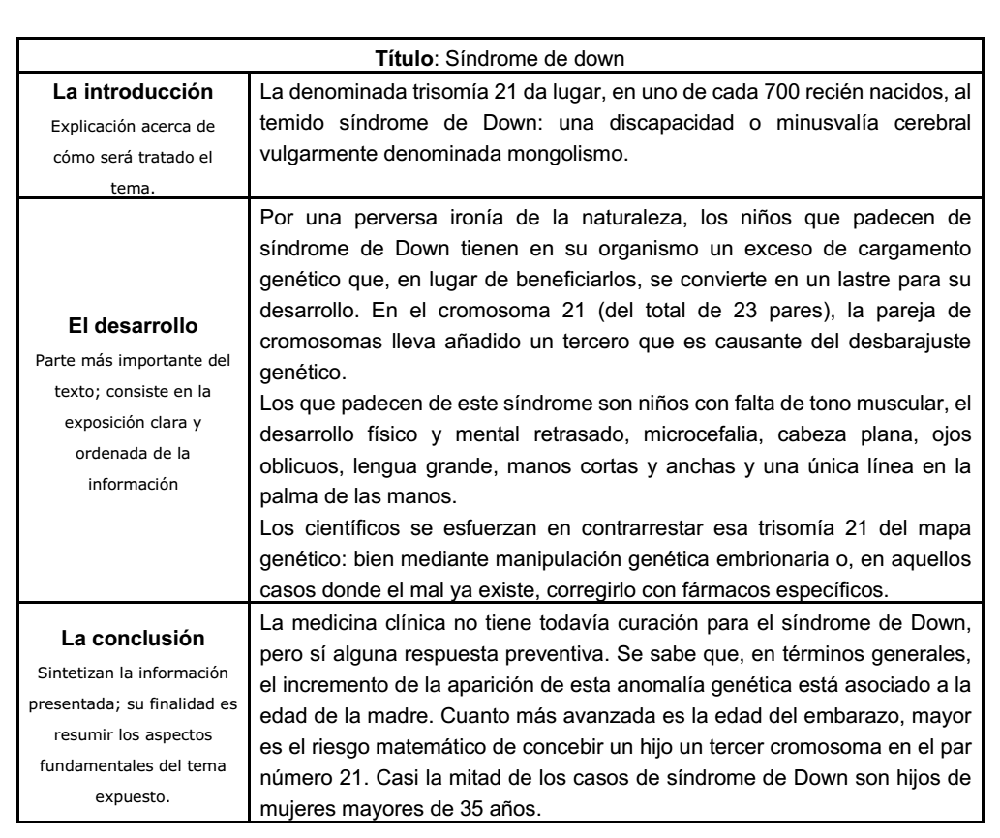 Título: Síndrome de down
La introducción
Explicación acerca de
cómo será tratado el
tema.
La denominada trisomía 21 da lugar, en uno de cada 700 recién nacidos, al
temido síndrome de Down: una discapacidad o minusvalía cerebral
vulgarmente denominada mongolismo.
El desarrollo
Parte más importante del
texto; consiste en la
exposición clara y
ordenada de la
información
Por una perversa ironía de la naturaleza, los niños que padecen de
síndrome de Down tienen en su organismo un exceso de cargamento
genético que, en lugar de beneficiarlos, se convierte en un lastre para su
desarrollo. En el cromosoma 21 (del total de 23 pares), la pareja de
cromosomas lleva añadido un tercero que es causante del desbarajuste
genético.
Los que padecen de este síndrome son niños con falta de tono muscular, el
desarrollo físico y mental retrasado, microcefalia, cabeza plana, ojos
oblicuos, lengua grande, manos cortas y anchas y una única línea en la
palma de las manos.
Los científicos se esfuerzan en contrarrestar esa trisomía 21 del mapa
genético: bien mediante manipulación genética embrionaria o, en aquellos
casos donde el mal ya existe, corregirlo con fármacos específicos.
La conclusión
Sintetizan la información
presentada; su finalidad es
resumir los aspectos
fundamentales del tema
expuesto.
La medicina clínica no tiene todavía curación para el síndrome de Down,
pero sí alguna respuesta preventiva. Se sabe que, en términos generales,
el incremento de la aparición de esta anomalía genética está asociado a la
edad de la madre. Cuanto más avanzada es la edad del embarazo, mayor
es el riesgo matemático de concebir un hijo un tercer cromosoma en el par
número 21. Casi la mitad de los casos de síndrome de Down son hijos de
mujeres mayores de 35 años.